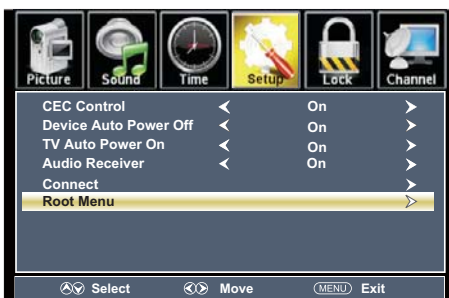 Picture Sound Time Setup Lock Channel
CEC Control On
Device Auto Power Off On
TV Auto Power On On
Audio Receiver On
Connect
Root Menu
Select Move MENU Exit